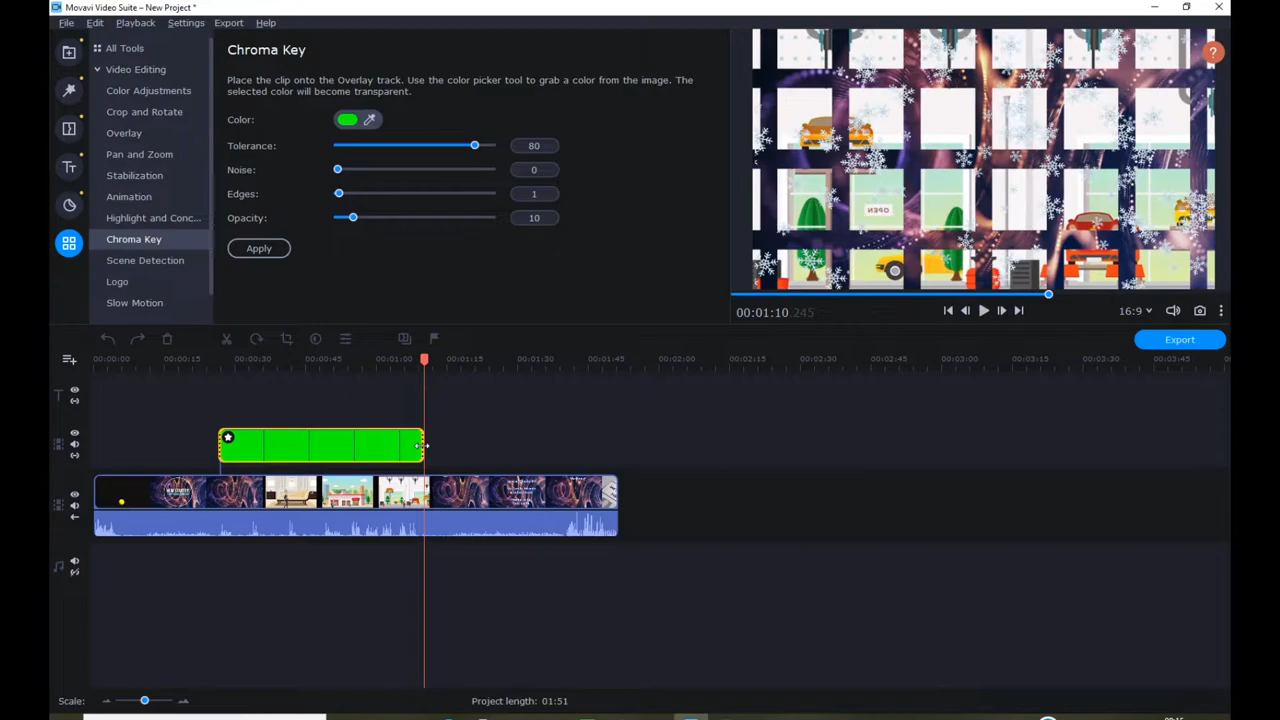 Movavi Video Suite – New Project *
File Edit Playback Settings Export Help
All Tools
Video Editing
Color Adjustments
Crop and Rotate
Overlay
Pan and Zoom
Stabilization
Animation
Highlight and Conc...
Chroma Key
Scene Detection
Logo
Slow Motion
Chroma Key
Place the clip onto the Overlay track. Use the color picker tool to grab a color from the image. The
selected color will become transparent.
Color:
Tolerance: 80
Noise: 0
Edges: 1
Opacity: 10
Apply
OPEN
?
00:01:10.245
16:9
Export
00:00:00 00:00:15 00:00:30 00:00:45 00:01:00 00:01:15 00:01:30 00:01:45 00:02:00 00:02:15 00:02:30 00:02:45 00:03:00 00:03:15 00:03:30 00:03:45
Scale:
Project length: 01:51